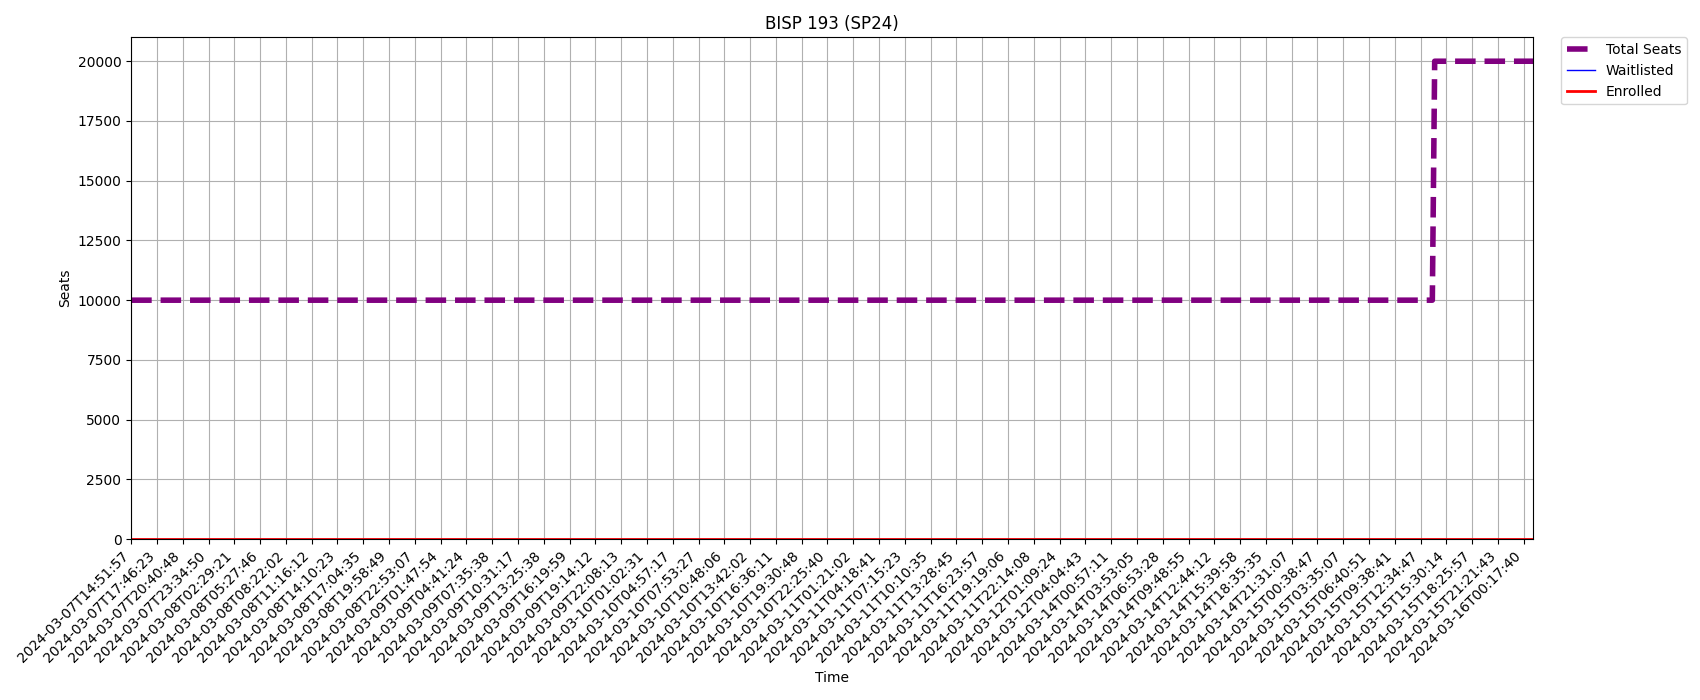 BISP 193 (SP24)
Total Seats
Waitlisted
Enrolled
20000
17500
15000
12500
10000
7500
5000
2500
0
Seats
2024-03-07T14:51:57
2024-03-07T17:46:23
2024-03-07T20:40:48
2024-03-07T23:34:50
2024-03-08T02:29:21
2024-03-08T05:27:46
2024-03-08T08:22:02
2024-03-08T11:16:12
2024-03-08T14:10:23
2024-03-08T17:04:35
2024-03-08T19:58:49
2024-03-08T22:53:07
2024-03-09T01:47:54
2024-03-09T04:41:24
2024-03-09T07:35:38
2024-03-09T10:31:17
2024-03-09T13:25:38
2024-03-09T16:19:59
2024-03-09T19:14:12
2024-03-09T22:08:13
2024-03-10T01:02:31
2024-03-10T04:57:17
2024-03-10T07:53:27
2024-03-10T10:48:06
2024-03-10T13:42:02
2024-03-10T16:36:11
2024-03-10T19:30:48
2024-03-10T22:25:40
2024-03-11T01:21:02
2024-03-11T04:18:41
2024-03-11T07:15:23
2024-03-11T10:10:35
2024-03-11T13:28:45
2024-03-11T16:23:57
2024-03-11T19:19:06
2024-03-11T22:14:08
2024-03-12T01:09:24
2024-03-12T04:04:43
2024-03-14T00:57:11
2024-03-14T03:53:05
2024-03-14T06:53:28
2024-03-14T09:48:55
2024-03-14T12:44:12
2024-03-14T15:39:58
2024-03-14T18:35:35
2024-03-14T21:31:07
2024-03-15T00:38:47
2024-03-15T03:35:07
2024-03-15T06:40:51
2024-03-15T09:38:41
2024-03-15T12:34:47
2024-03-15T15:30:14
2024-03-15T18:25:57
2024-03-15T21:21:43
2024-03-16T00:17:40
Time